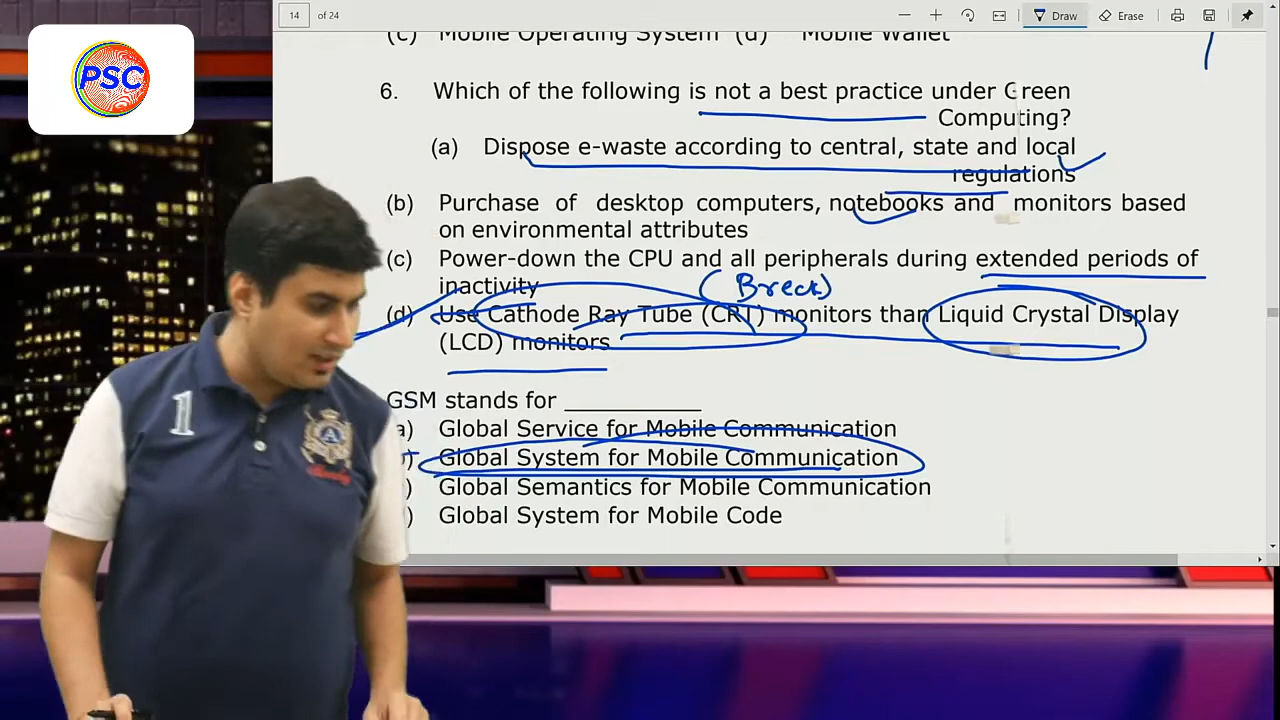 14 of 24
Draw
Erase
PSC
(c) Mobile Operating System (d) Mobile Wallet
6. Which of the following is not a best practice under Green
Computing?
(a) Dispose e-waste according to central, state and local
regulations
(b) Purchase of desktop computers, notebooks and monitors based
on environmental attributes
(c) Power-down the CPU and all peripherals during extended periods of
inactivity
(d) Use Cathode Ray Tube (CRT) monitors than Liquid Crystal Display
(LCD) monitors
GSM stands for ___________
a) Global Service for Mobile Communication
b) Global System for Mobile Communication
) Global Semantics for Mobile Communication
) Global System for Mobile Code
1
A